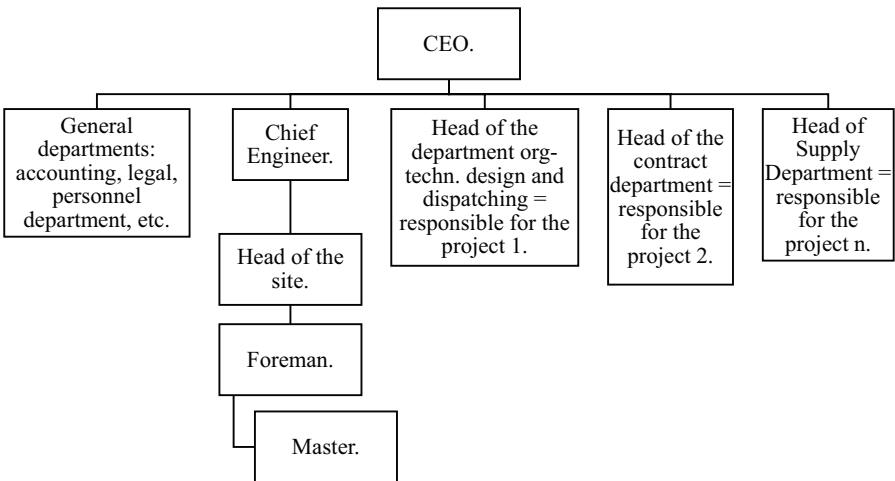 CEO.
General
departments:
accounting, legal,
personnel
department, etc.
Chief
Engineer.
Head of the
department org-
techn. design and
dispatching =
responsible for the
project 1.
Head of the
contract
department =
responsible
for the
project 2.
Head of
Supply
Department =
responsible
for the
project n.
Head of the
site.
Foreman.
Master.